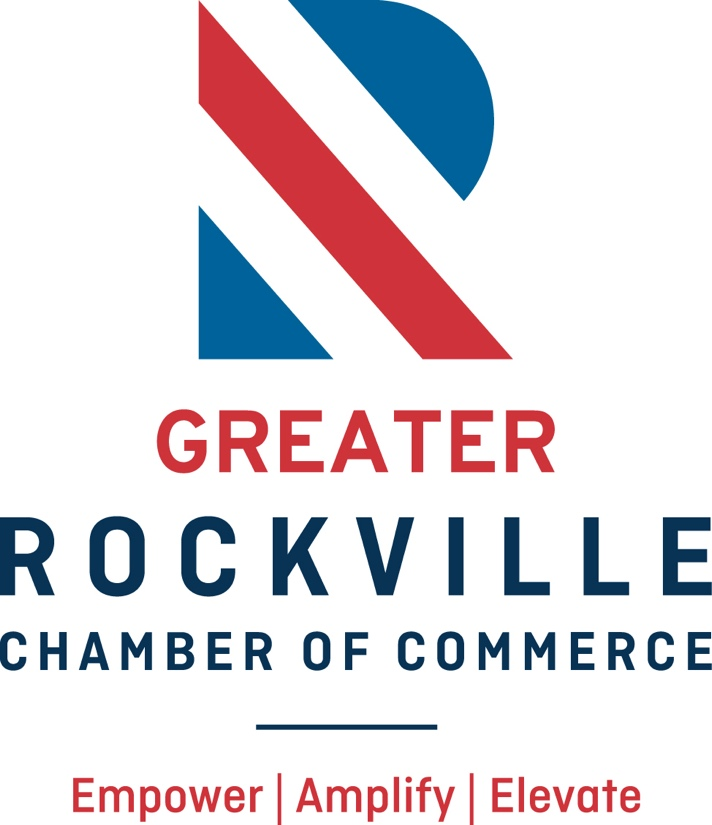 GREATER
ROCKVILLE
CHAMBER OF COMMERCE
Empower | Amplify | Elevate